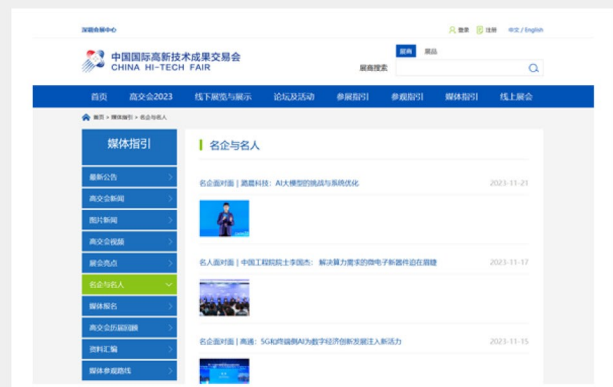 深圳会展中心
登录 注册 中文 / English
中国国际高新技术成果交易会
CHINA HI-TECH FAIR
展商 展品
展商搜索
首页 高交会2023 线下展览与展示 论坛及活动 参展指引 参观指引 媒体指引 线上展会
首页 > 媒体指引 > 名企与名人
媒体指引
最新公告
高交会新闻
图片新闻
高交会视频
展会亮点
名企与名人
媒体报名
高交会历届回顾
资料汇编
媒体参观路线
名企与名人
名企面对面 | 潞晨科技：AI大模型的挑战与系统优化 2023-11-21
名人面对面 | 中国工程院院士李国杰：解决算力需求的微电子新器件迫在眉睫 2023-11-17
名企面对面 | 高通：5G和终端侧AI为数字经济创新发展注入新活力 2023-11-15